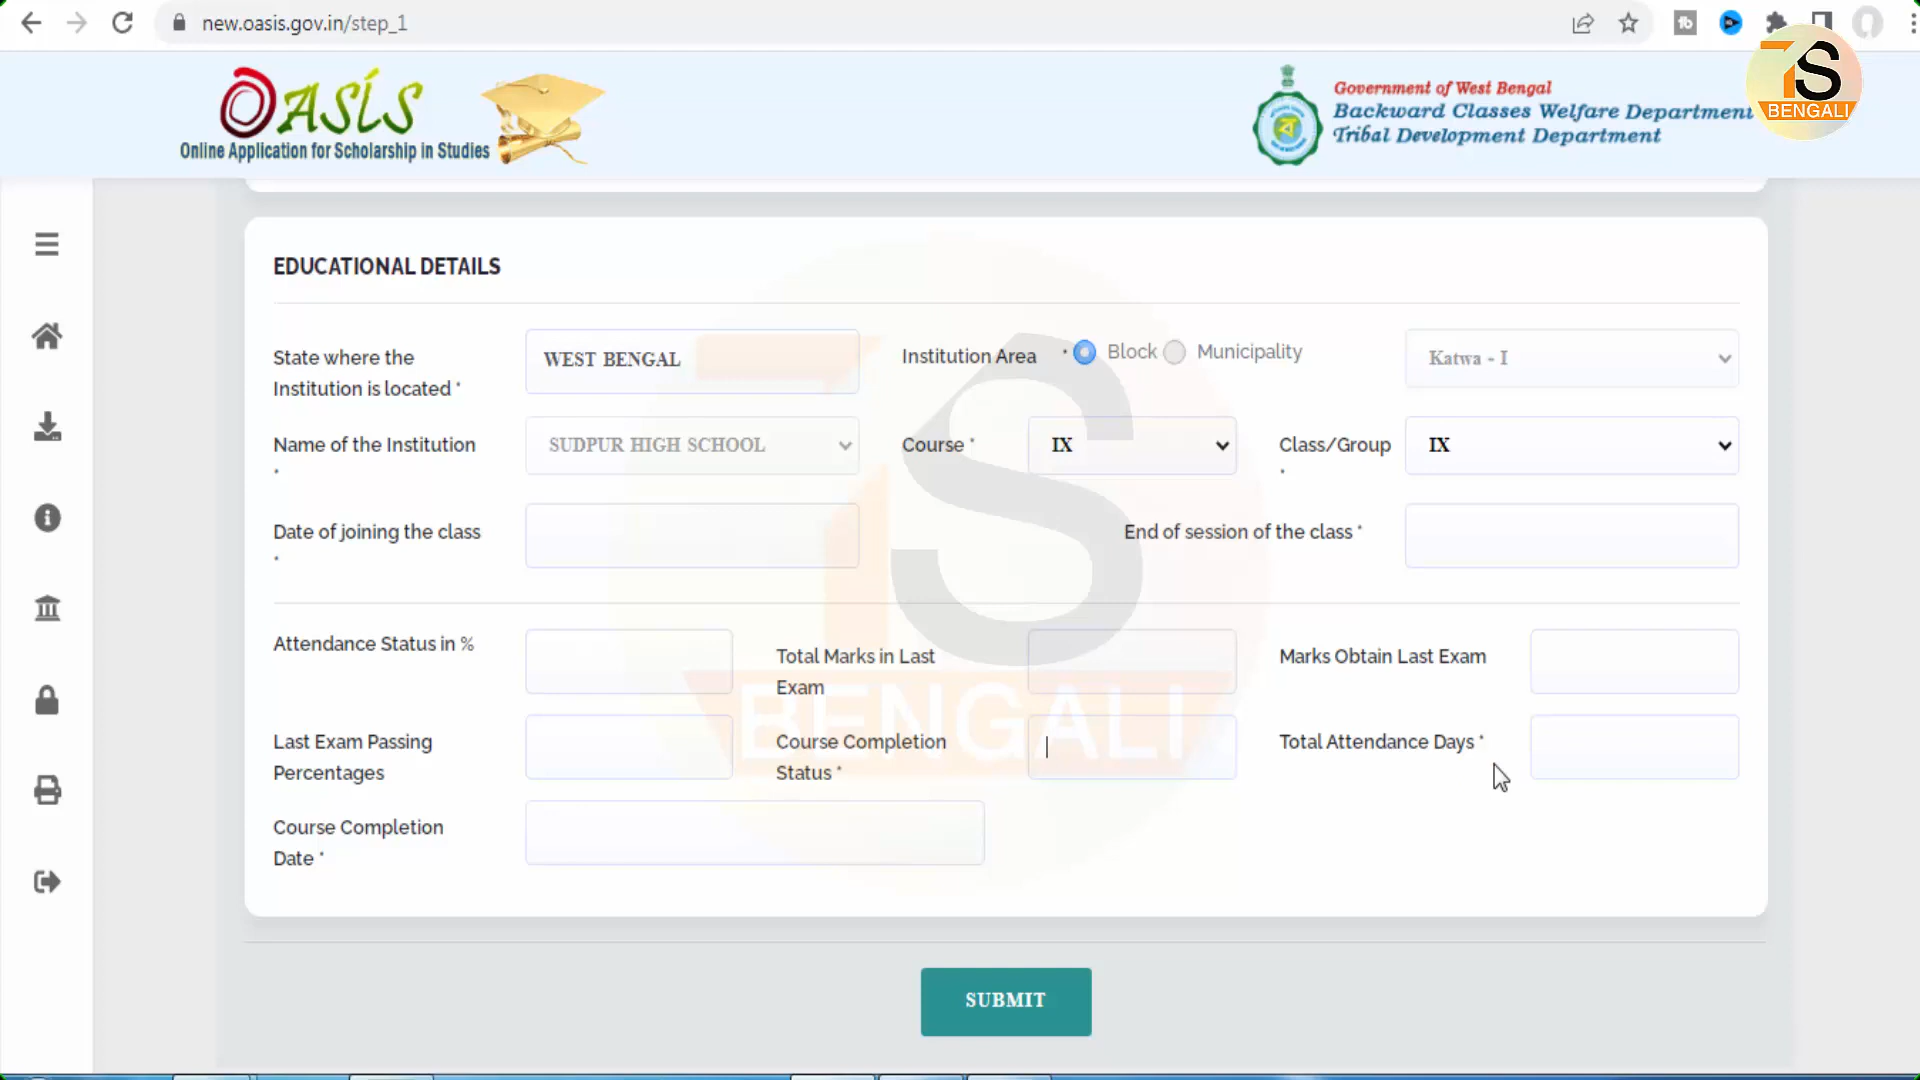 new.oasis.gov.in/step_1
OASIS
Online Application for Scholarship in Studies
Government of West Bengal
Backward Classes Welfare Department
Tribal Development Department
TS
BENGALI
EDUCATIONAL DETAILS
State where the
Institution is located *
WEST BENGAL
Institution Area *
Block
Municipality
Katwa - I
Name of the Institution
*
SUDPUR HIGH SCHOOL
Course *
IX
Class/Group
*
IX
Date of joining the class
*
End of session of the class *
Attendance Status in %
Total Marks in Last
Exam
Marks Obtain Last Exam
Last Exam Passing
Percentages
Course Completion
Status *
Total Attendance Days *
Course Completion
Date *
TS
BENGALI
SUBMIT